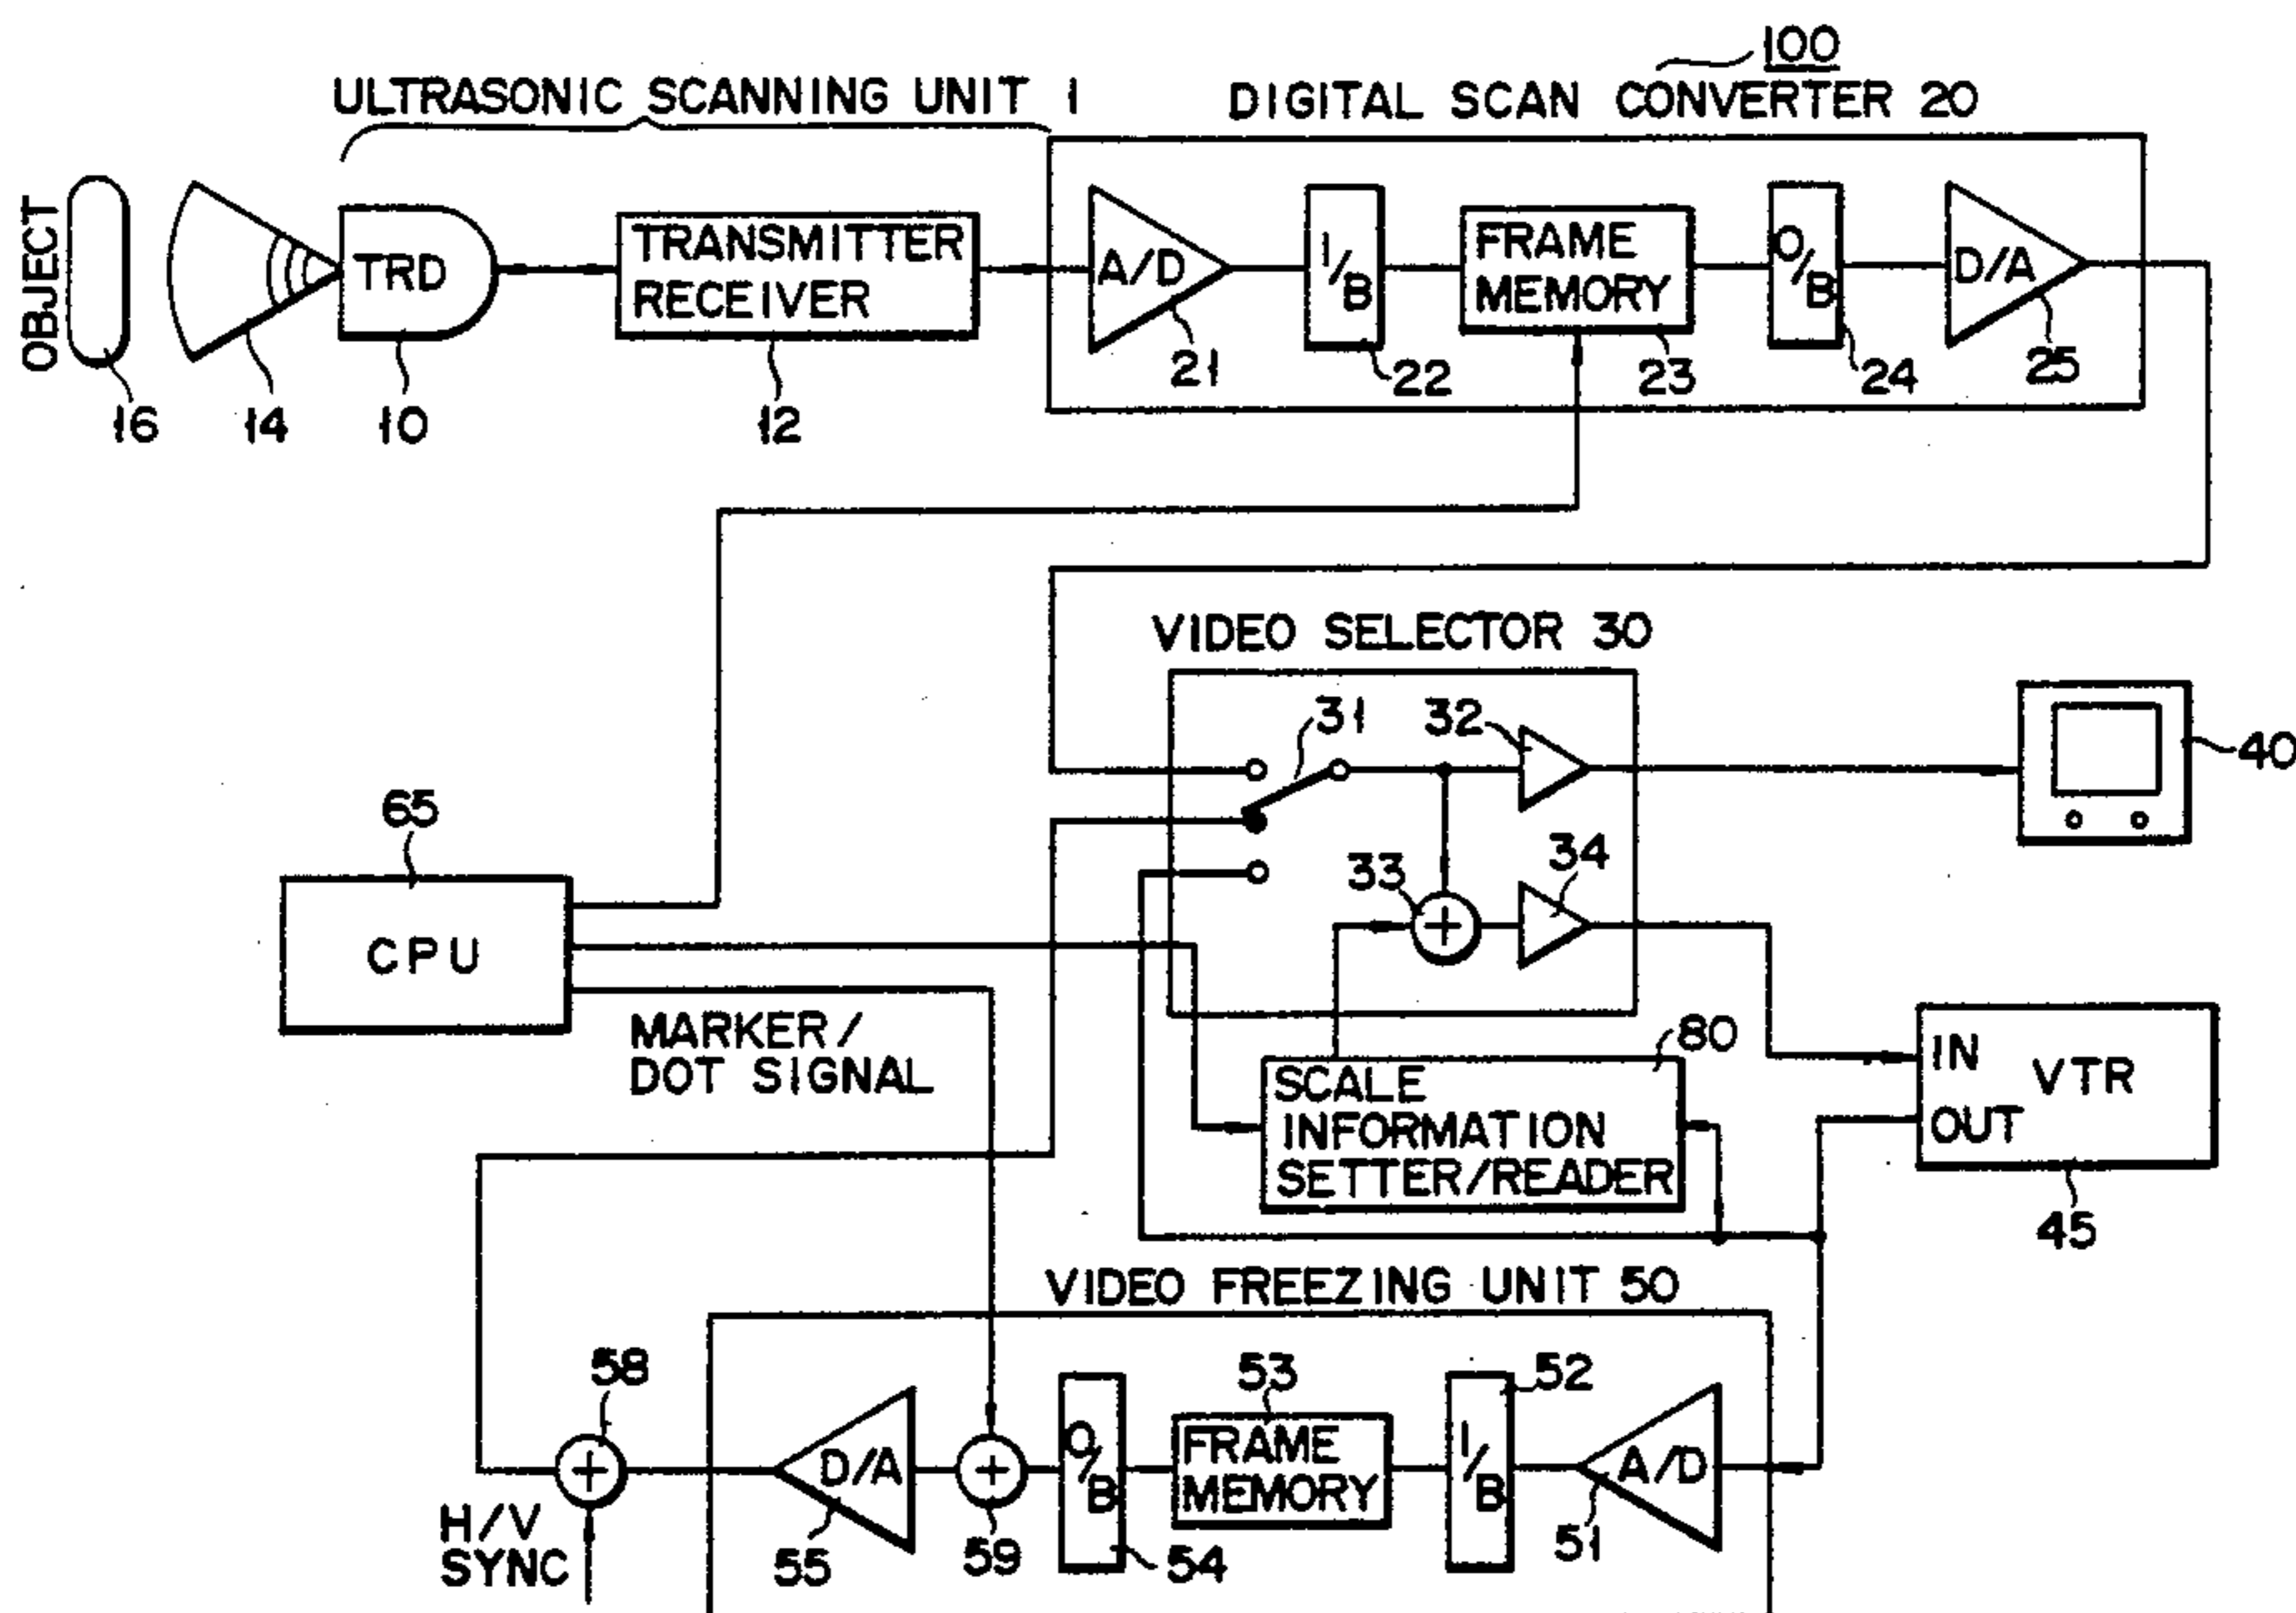 100
ULTRASONIC SCANNING UNIT 1
DIGITAL SCAN CONVERTER 20
OBJECT
TRD
TRANSMITTER
RECEIVER
A/D
I/B
FRAME
MEMORY
O/B
D/A
16
14
10
12
21
22
23
24
25
VIDEO SELECTOR 30
31
32
40
65
33
34
CPU
MARKER/
DOT SIGNAL
80
SCALE
INFORMATION
SETTER/READER
IN
VTR
OUT
45
VIDEO FREEZING UNIT 50
58
53
52
D/A
O/B
FRAME
MEMORY
I/B
A/D
H/V
SYNC
55
59
54
51